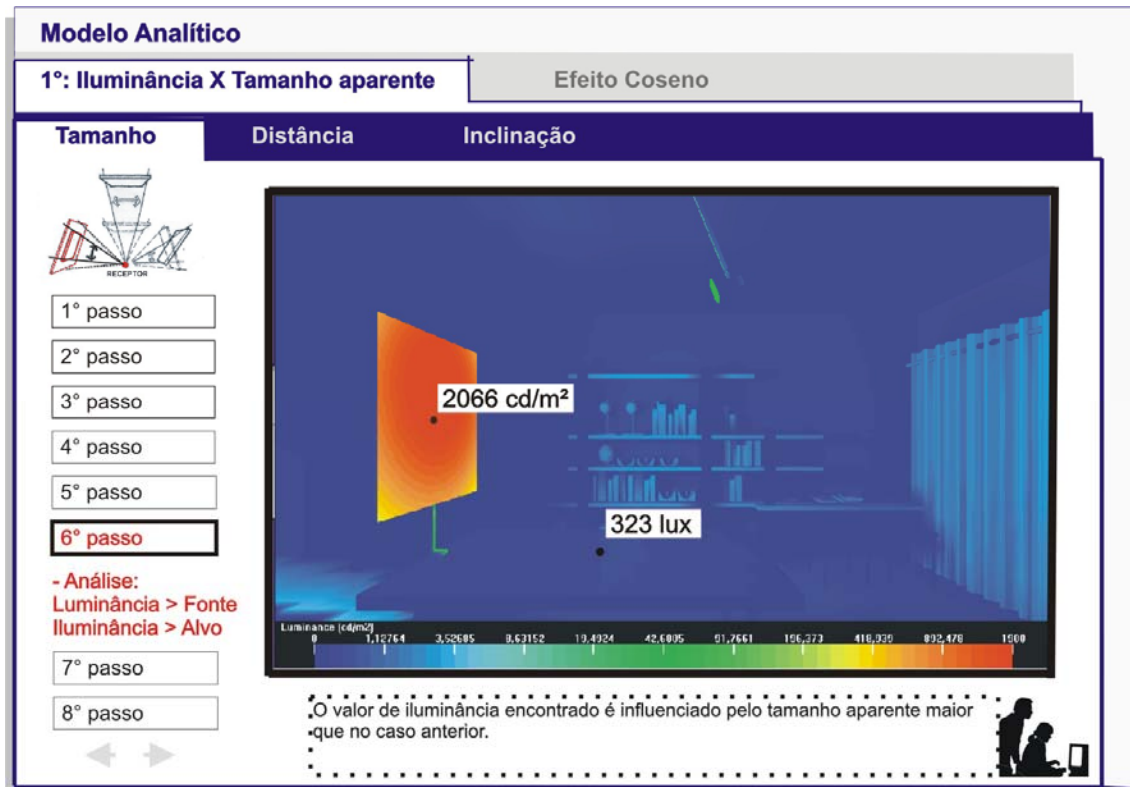 Modelo Analítico
1°: Iluminância X Tamanho aparente
Efeito Coseno
Tamanho
Distância
Inclinação
RECEPTOR
1° passo
2° passo
3° passo
4° passo
5° passo
6° passo
- Análise:
Luminância > Fonte
Iluminância > Alvo
7° passo
8° passo
2066 cd/m²
323 lux
Luminance [cd/m2]
0 1,12764 3,52605 8,63152 19,4924 42,6005 91,7661 196,373 418,939 892,478 1900
O valor de iluminância encontrado é influenciado pelo tamanho aparente maior
que no caso anterior.